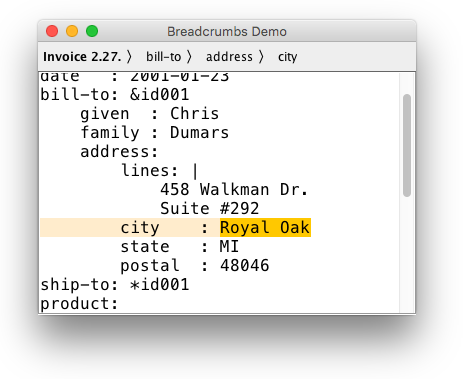 Breadcrumbs Demo
Invoice 2.27. 〉 bill-to 〉 address 〉 city
date   : 2001-01-23
bill-to: &id001
    given  : Chris
    family : Dumars
    address:
        lines: |
            458 Walkman Dr.
            Suite #292
        city    : Royal Oak
        state   : MI
        postal  : 48046
ship-to: *id001
product: